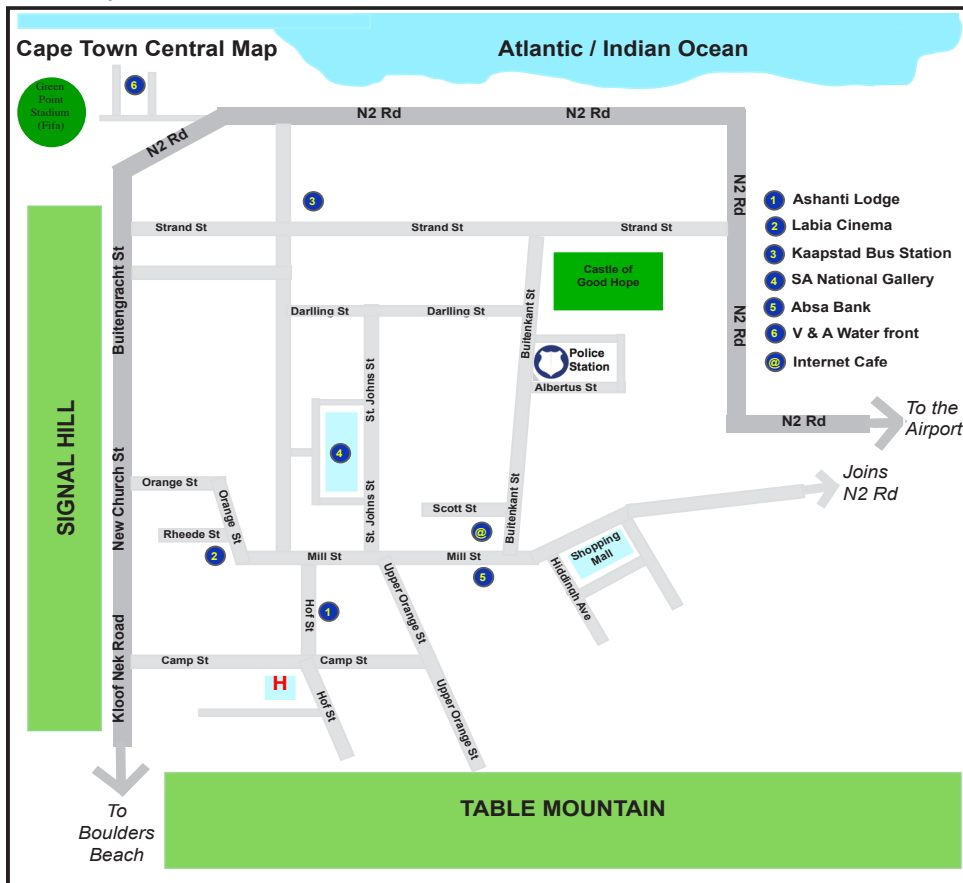 Cape Town Central Map
Atlantic / Indian Ocean
Green
Point
Stadium
(Fifa)
6
N2 Rd
N2 Rd
N2 Rd
N2 Rd
N2 Rd
N2 Rd
1 Ashanti Lodge
2 Labia Cinema
3 Kaapstad Bus Station
4 SA National Gallery
5 Absa Bank
6 V & A Water front
@ Internet Cafe
3
Strand St
Strand St
Strand St
Castle of
Good Hope
Buitengracht St
Darlling St
Darlling St
Buitenkant St
Police
Station
Albertus St
St. Johns St
To the
Airport
SIGNAL HILL
4
Joins
N2 Rd
New Church St
Orange St
Orange St
Rheede St
2
St. Johns St
Scott St
@
Buitenkant St
Mill St
Mill St
5
Shopping
Mall
Hiddingh Ave
Hof St
1
Upper Orange St
Kloof Nek Road
Camp St
Camp St
H
Hof St
Upper Orange St
To
Boulders
Beach
TABLE MOUNTAIN